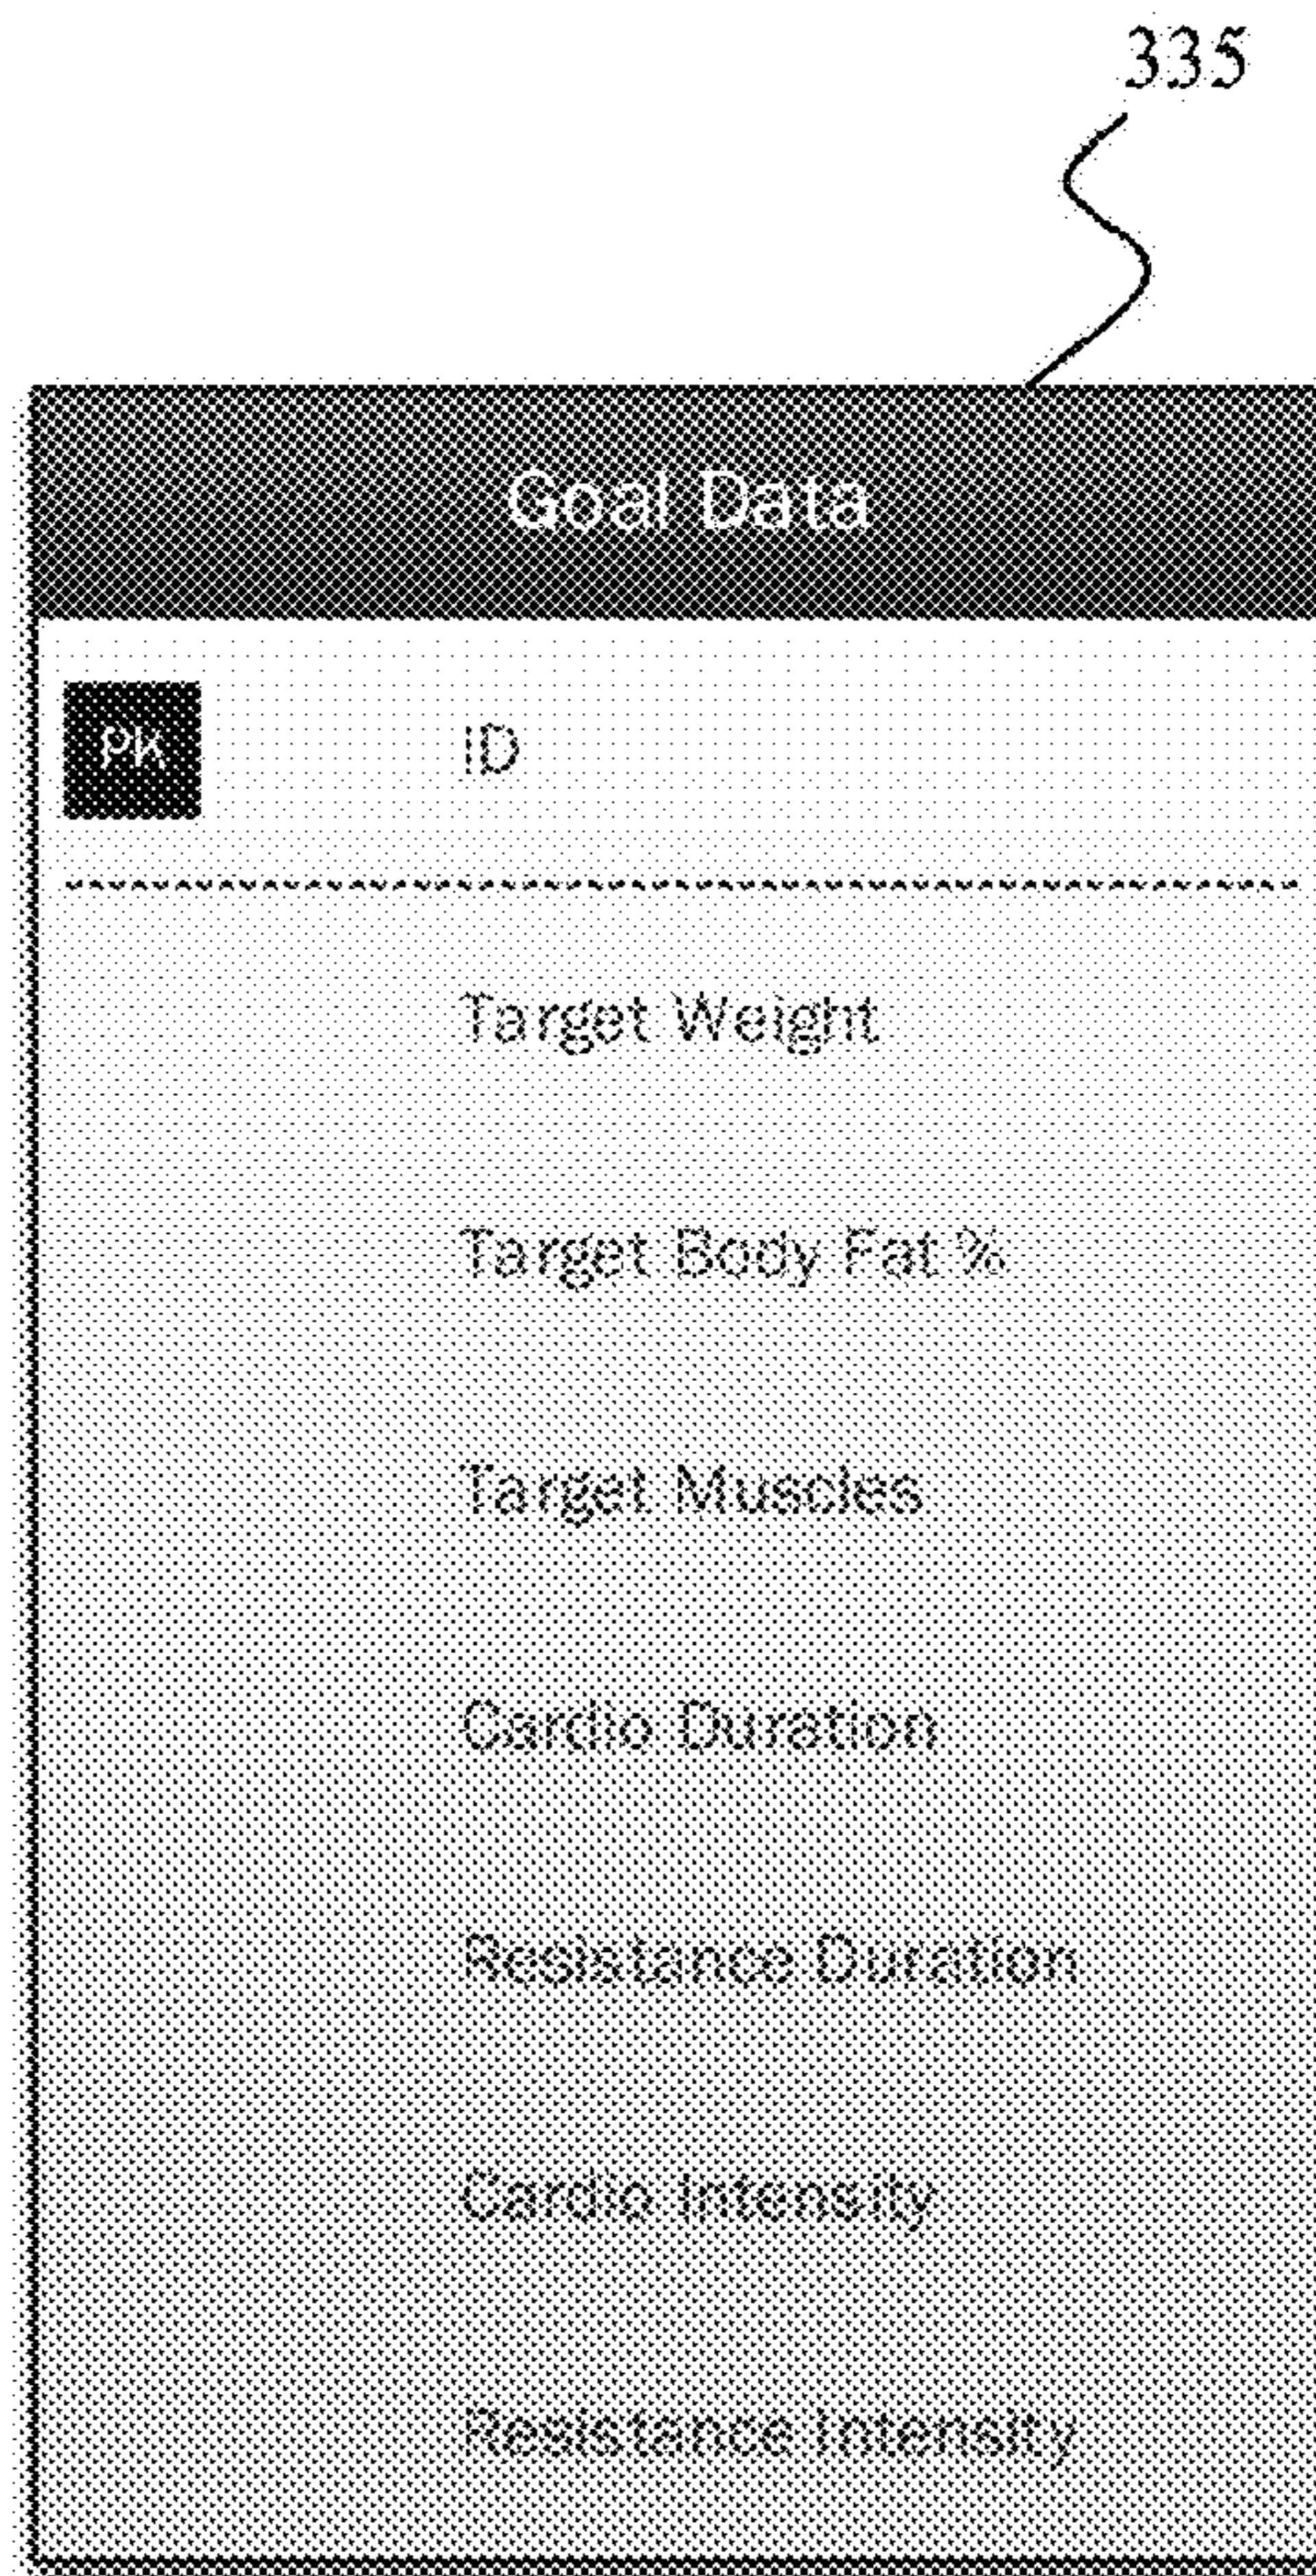 335
Goal Data
PK
ID
Target Weight
Target Body Fat %
Target Muscles
Cardio Duration
Resistance Duration
Cardio Intensity
Resistance Intensity